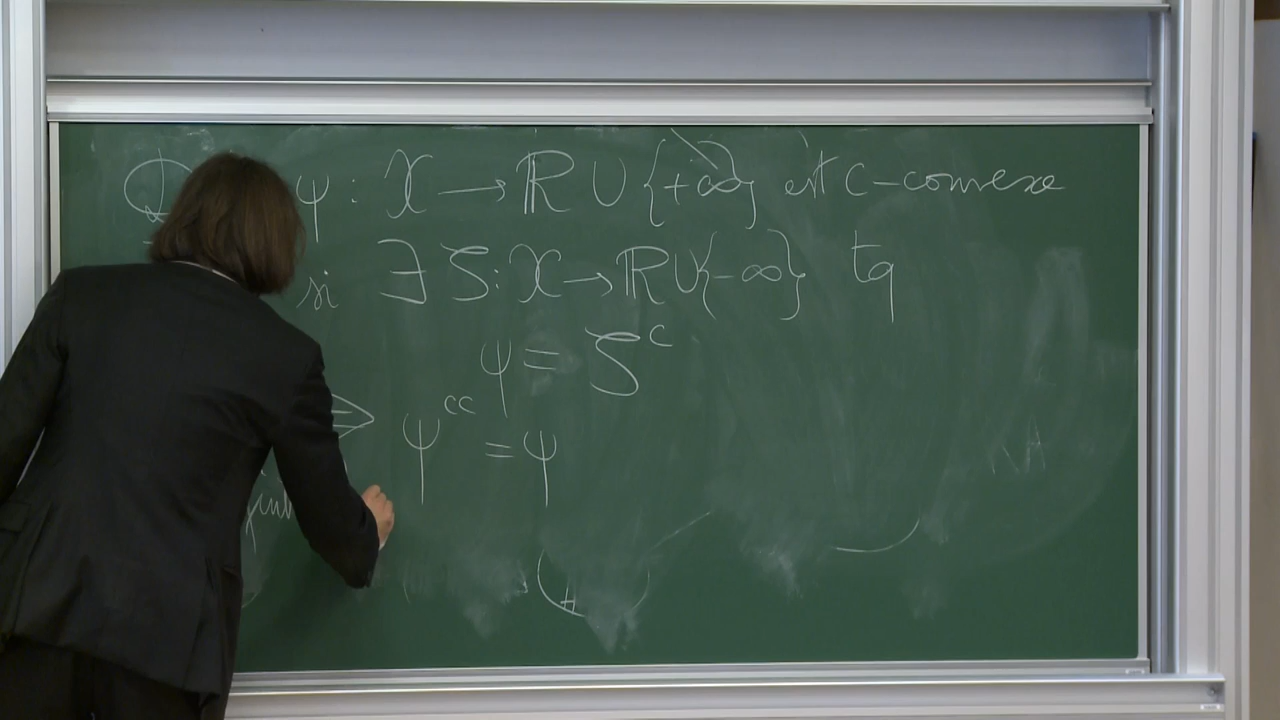 ψ : X → ℝ ∪ {+∞} est c-convexe
si ∃ ζ : X → ℝ ∪ {-∞} tq
ψ = ζ^c
⇒ ψ^cc = ψ